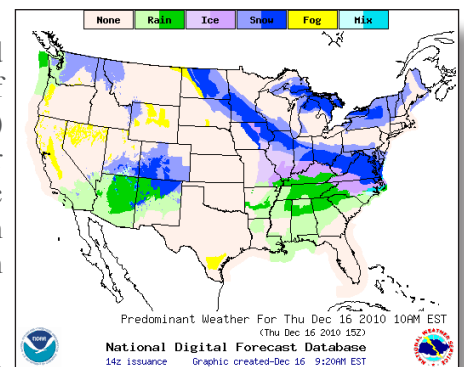 None Rain Ice Snow Fog Mix
Predominant Weather For Thu Dec 16 2010 10AM EST
(Thu Dec 16 2010 15Z)
National Digital Forecast Database
14z issuance Graphic created-Dec 16 9:20AM EST